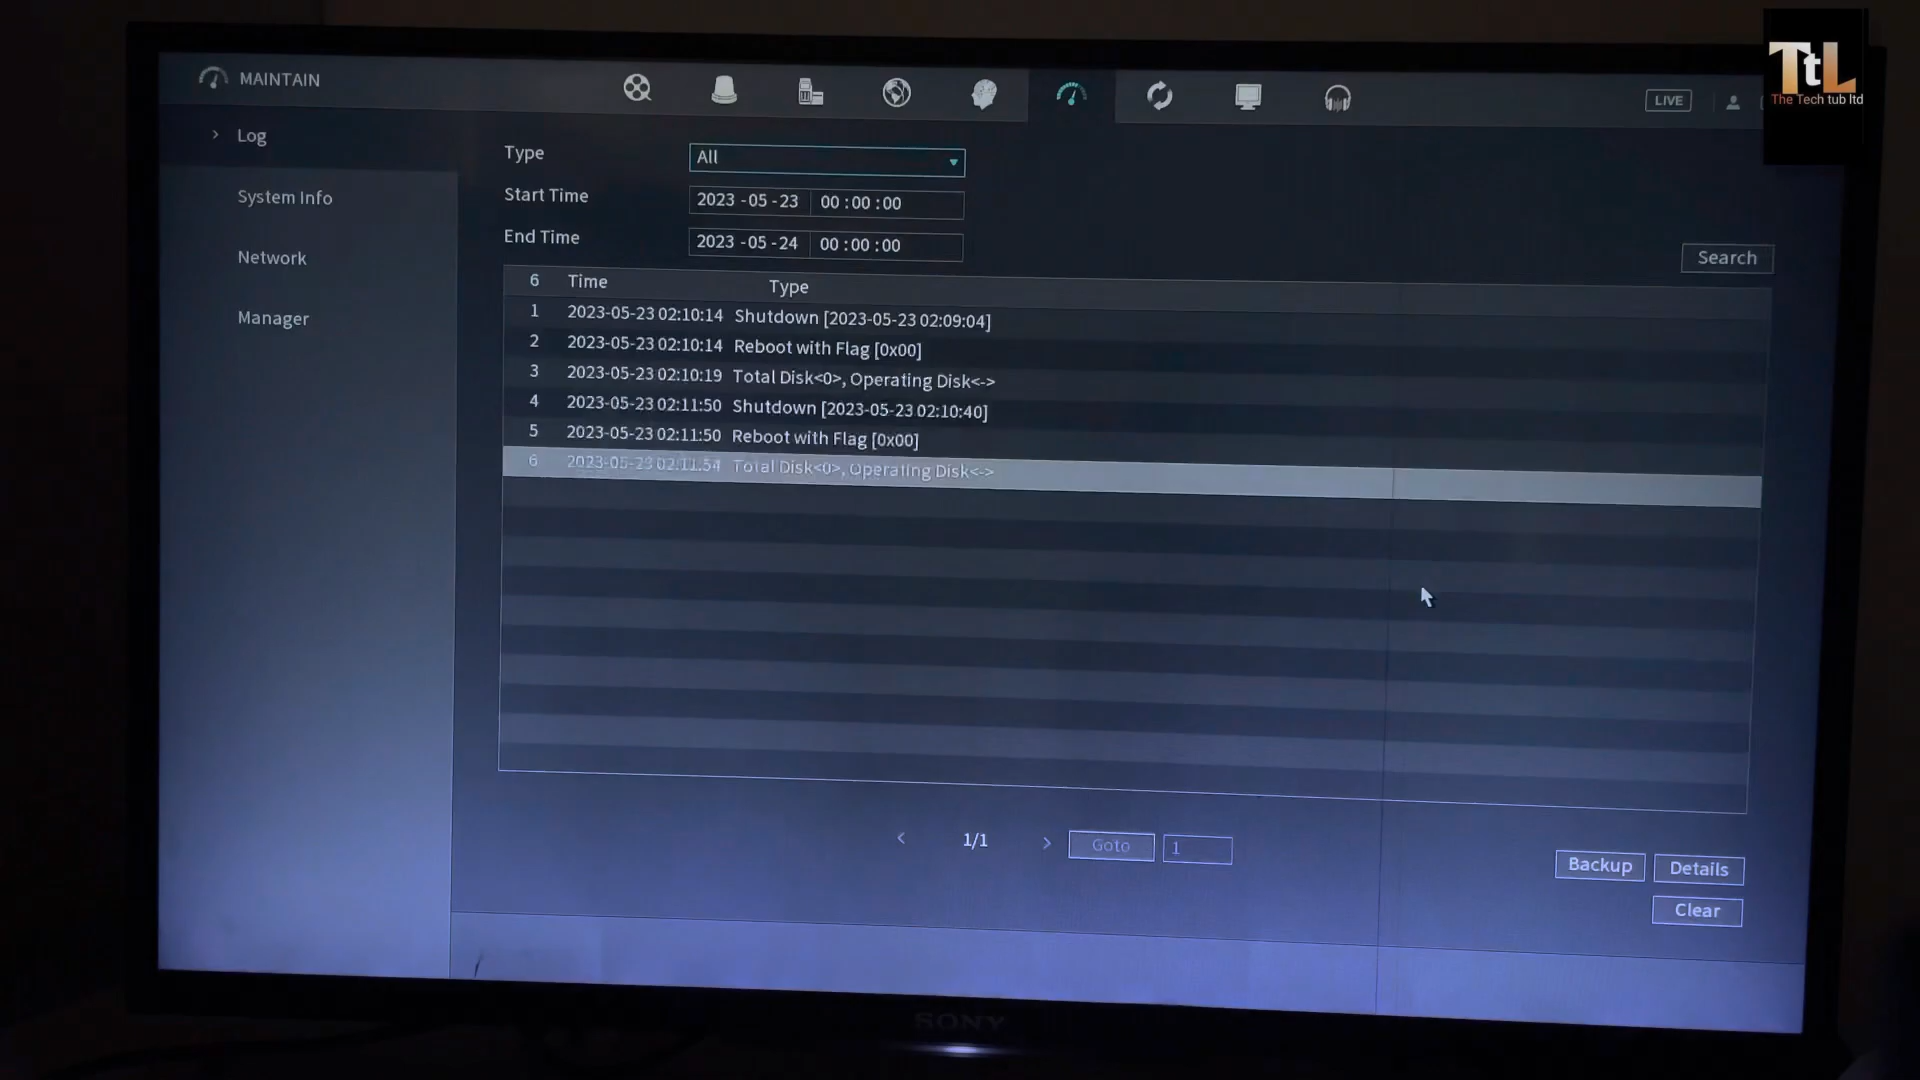 MAINTAIN
LIVE
TtL
The Tech tub ltd
Log
System Info
Network
Manager
Type All
Start Time 2023 -05 -23 00 : 00 : 00
End Time 2023 -05 -24 00 : 00 : 00
Search
6 Time Type
1 2023-05-23 02:10:14 Shutdown [2023-05-23 02:09:04]
2 2023-05-23 02:10:14 Reboot with Flag [0x00]
3 2023-05-23 02:10:19 Total Disk<0>, Operating Disk<->
4 2023-05-23 02:11:50 Shutdown [2023-05-23 02:10:40]
5 2023-05-23 02:11:50 Reboot with Flag [0x00]
6 2023-05-23 02:11:54 Total Disk<0>, Operating Disk<->
< 1/1 > Goto 1
Backup Details
Clear
SONY